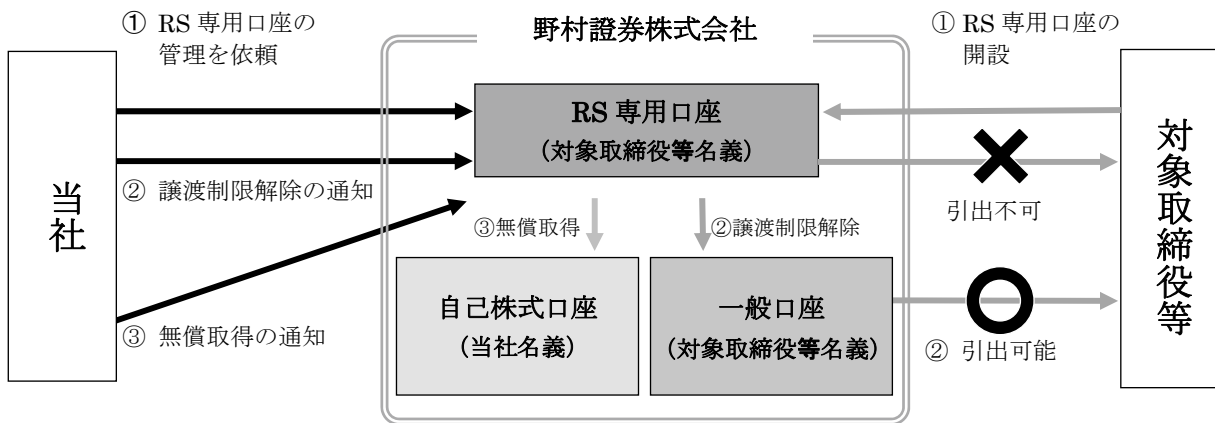 ① RS 専用口座の
管理を依頼
野村證券株式会社
① RS 専用口座の
開設
当社
RS 専用口座
(対象取締役等名義)
対象取締役等
② 譲渡制限解除の通知
引出不可
③無償取得
②譲渡制限解除
自己株式口座
(当社名義)
一般口座
(対象取締役等名義)
③ 無償取得の通知
② 引出可能